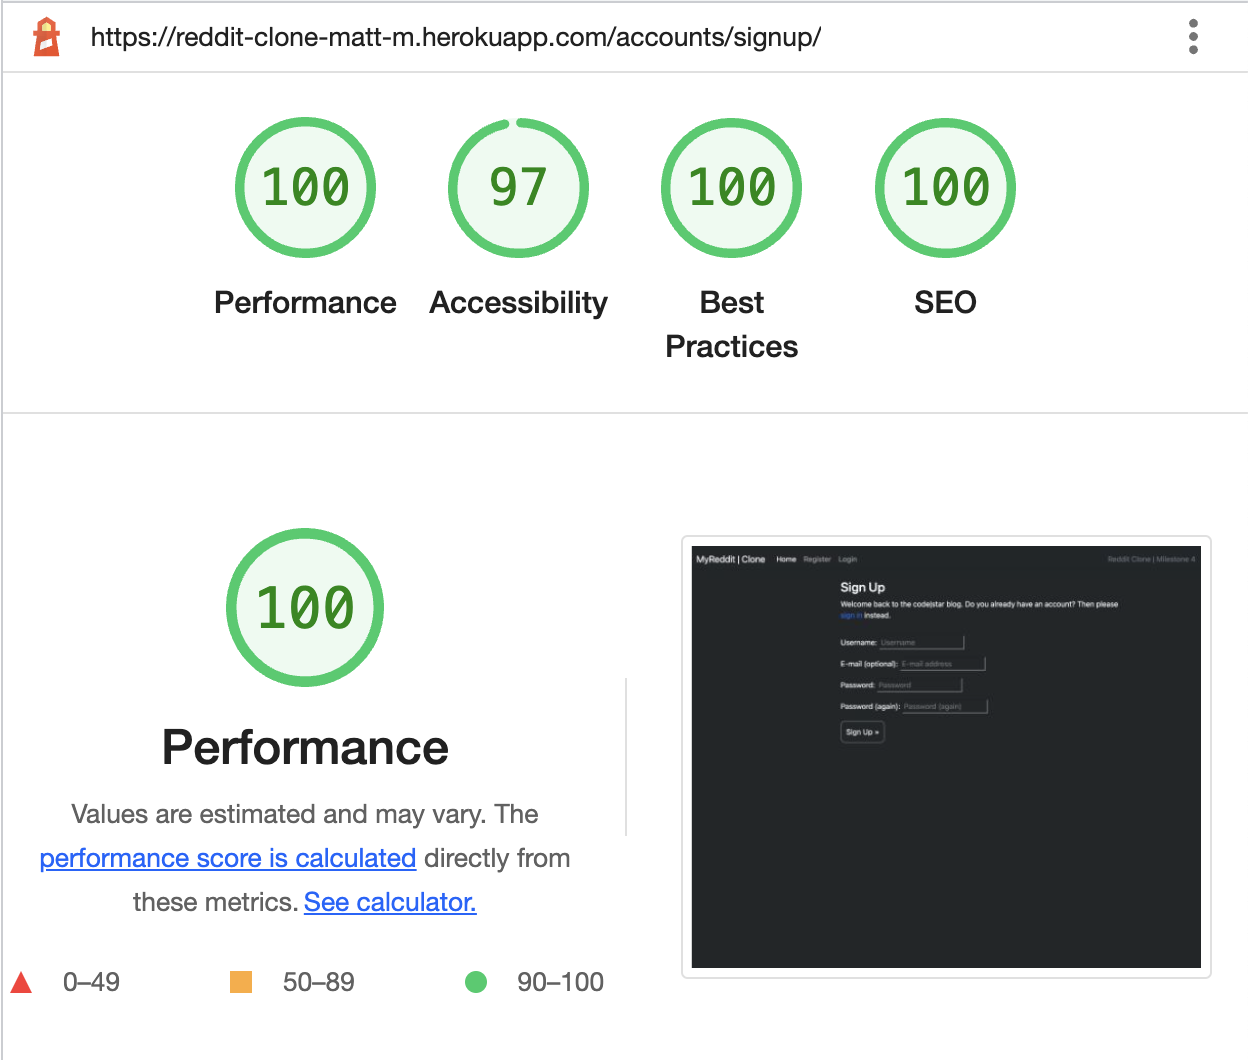 https://reddit-clone-matt-m.herokuapp.com/accounts/signup/
100
97
100
100
Performance
Accessibility
Best
Practices
SEO
100
Performance
Values are estimated and may vary. The
performance score is calculated directly from
these metrics. See calculator.
0–49
50–89
90–100
MyReddit | Clone Home Register Login
Reddit Clone | Milestone 4
Sign Up
Welcome back to the code|star blog. Do you already have an account? Then please
sign in instead.
Username: Username
E-mail (optional): E-mail address
Password: Password
Password (again): Password (again)
Sign Up »